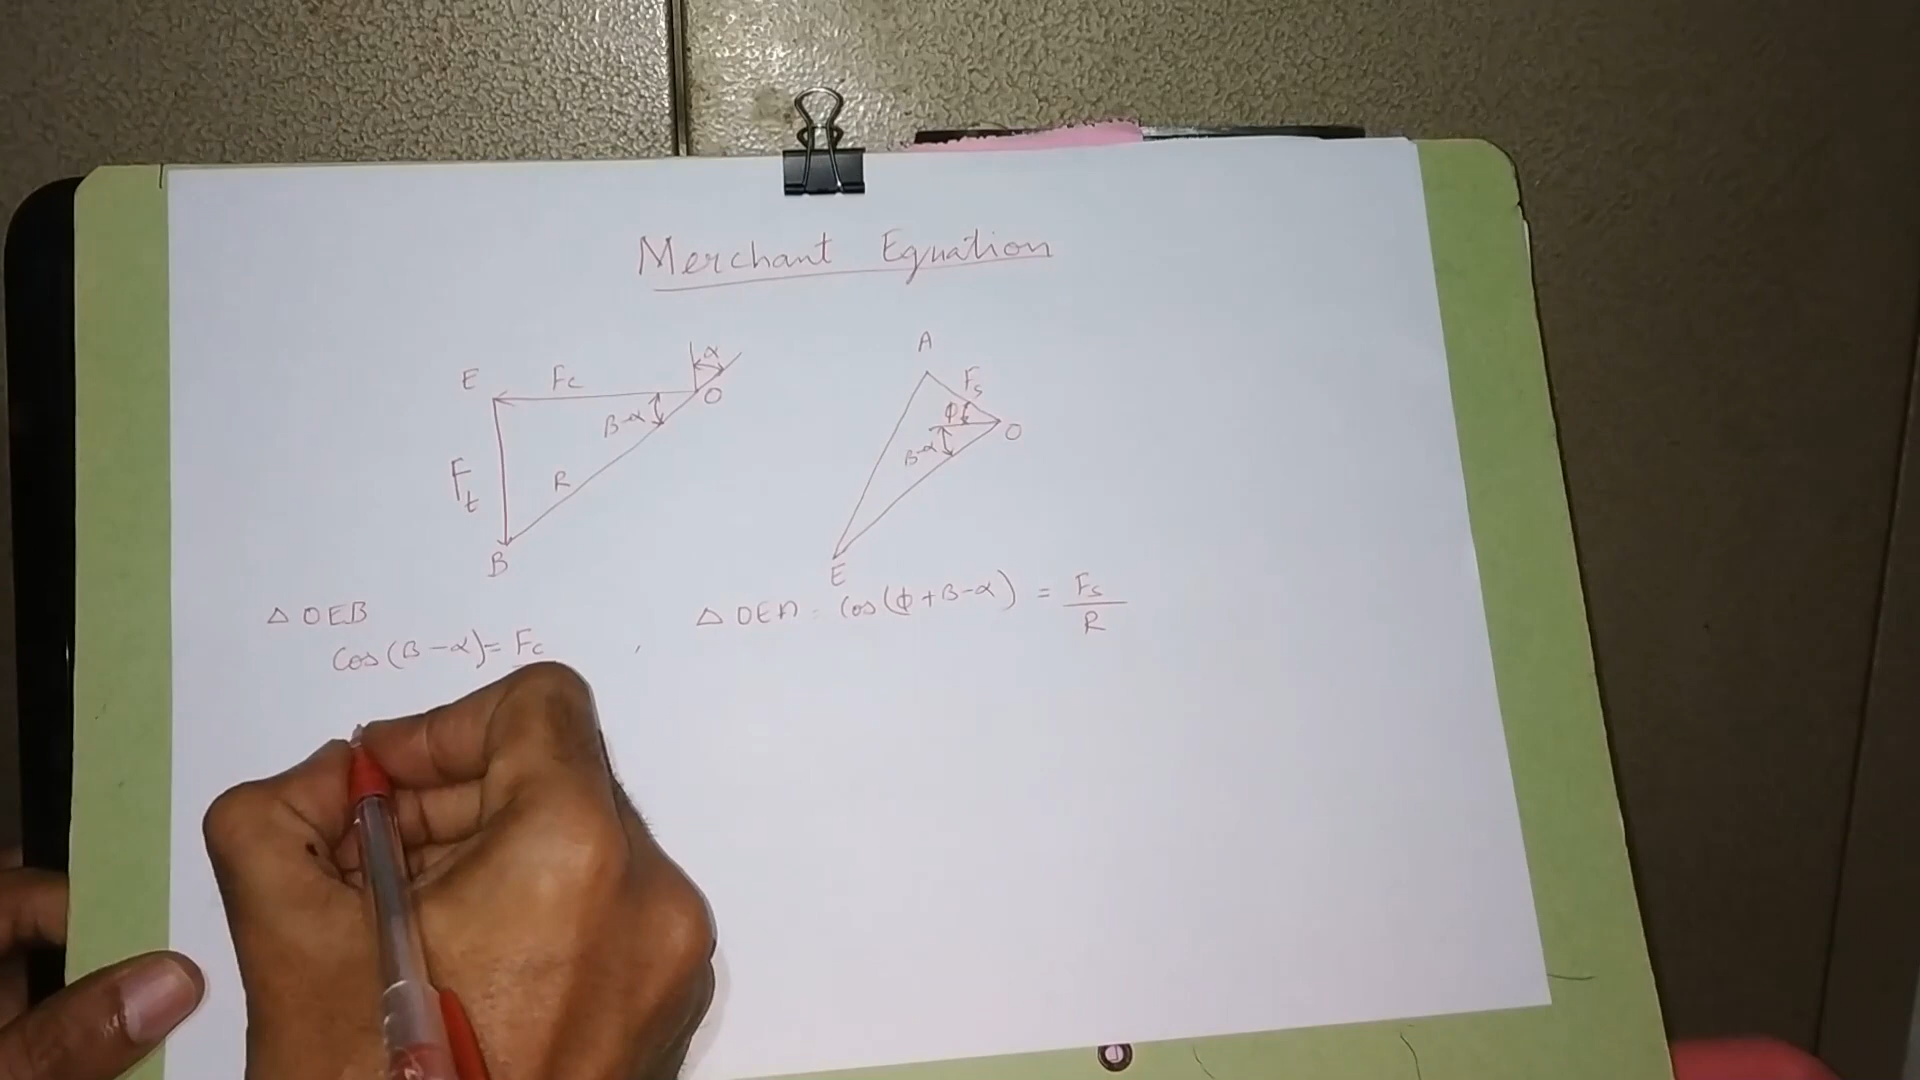 Merchant Equation
α
E Fc O
β-α
Ft R
B
A
Fs
ϕ O
β-α
E
△ OEB
Cos(β-α)= Fc
,
△ OEA = Cos(ϕ+β-α) = Fs
R